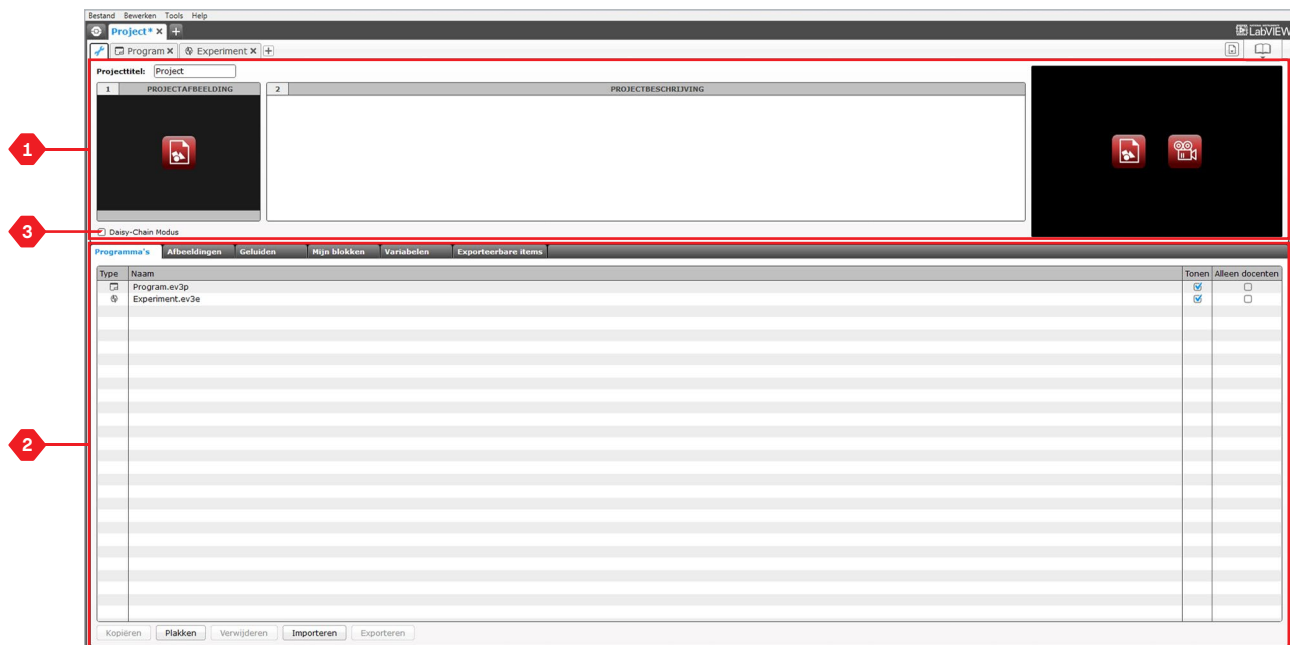 Bestand Bewerken Tools Help
Project* × +
LabVIEW
Program × Experiment × +
Projecttitel: Project
1 PROJECTAFBEELDING 2 PROJECTBESCHRIJVING
1
3
Daisy-Chain Modus
Programma's Afbeeldingen Geluiden Mijn blokken Variabelen Exporteerbare items
Type Naam Tonen Alleen docenten
Program.ev3p
Experiment.ev3e
2
Kopiëren Plakken Verwijderen Importeren Exporteren